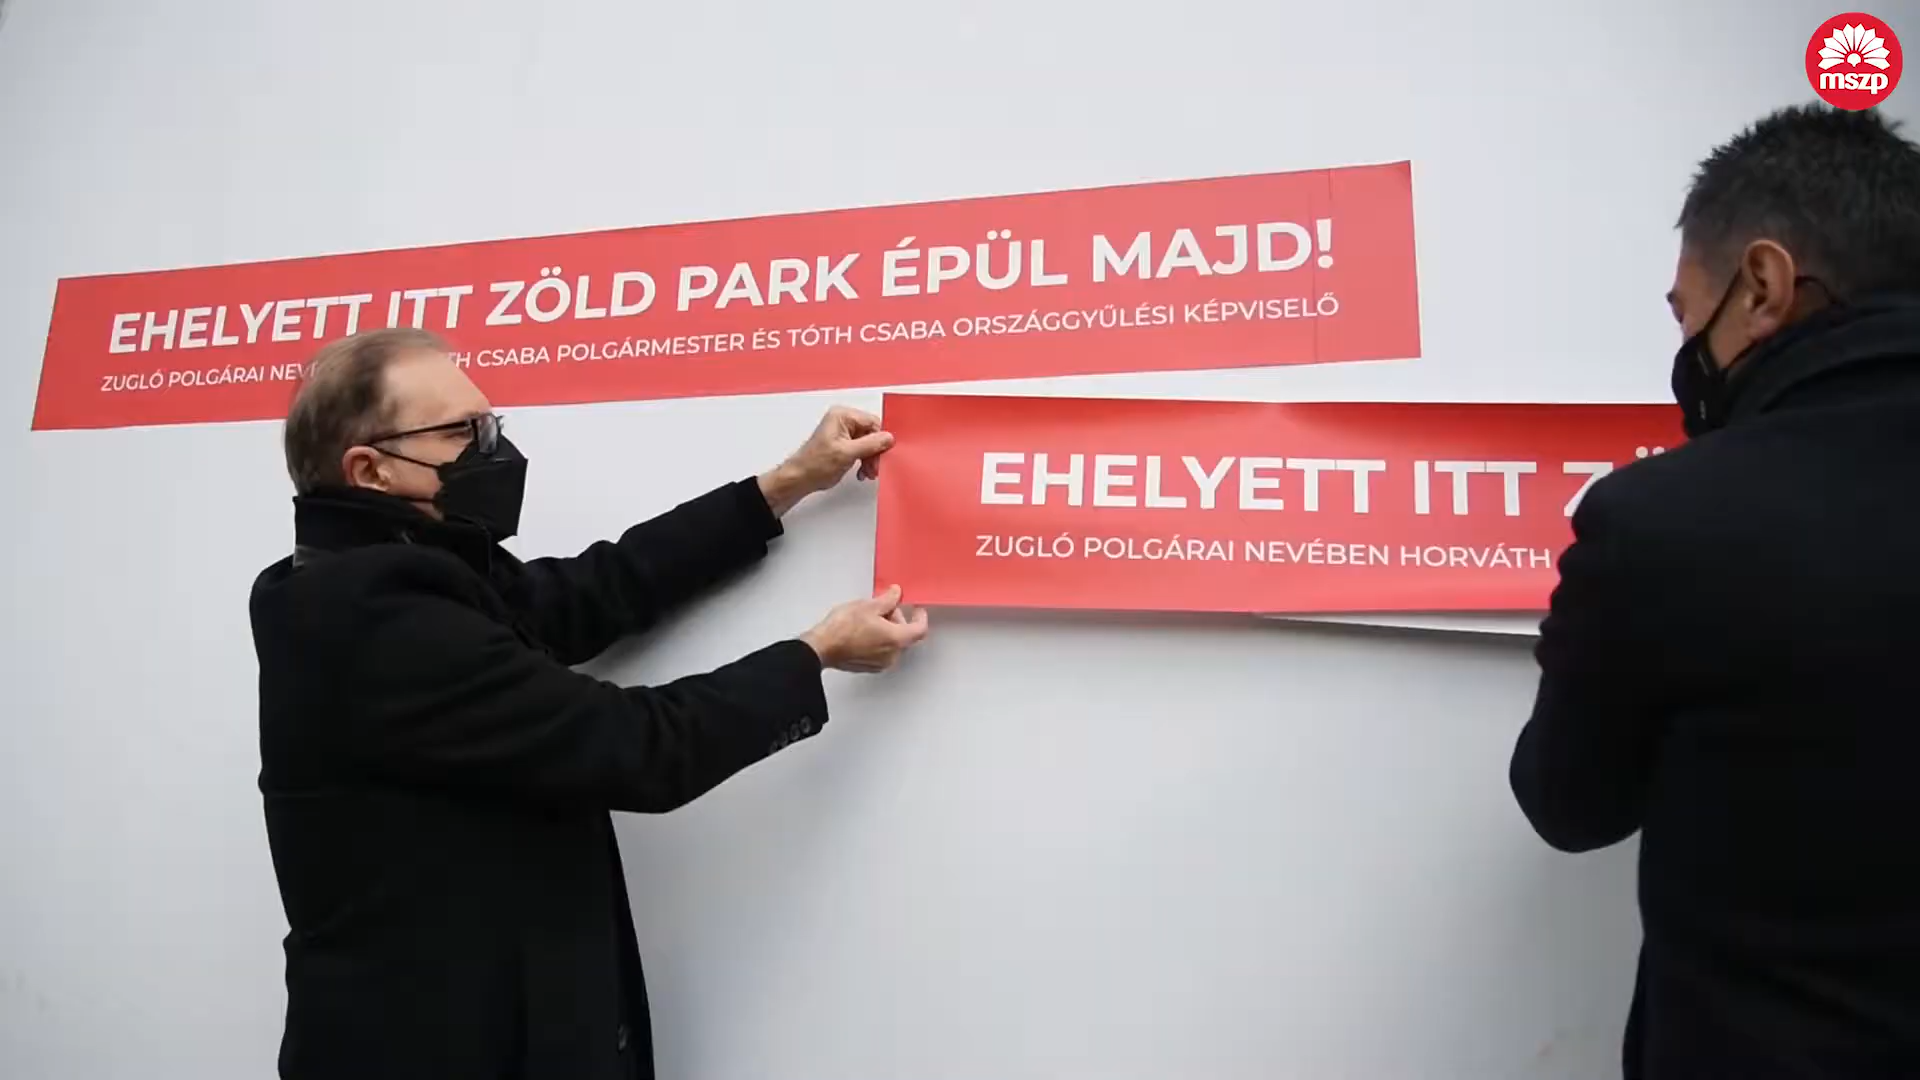 mszp
EHELYETT ITT ZÖLD PARK ÉPÜL MAJD!
ZUGLÓ POLGÁRAI CSABA POLGÁRMESTER ÉS TÓTH CSABA ORSZÁGGYŰLÉSI KÉPVISELŐ
EHELYETT ITT
ZUGLÓ POLGÁRAI NEVÉBEN HORVÁTH